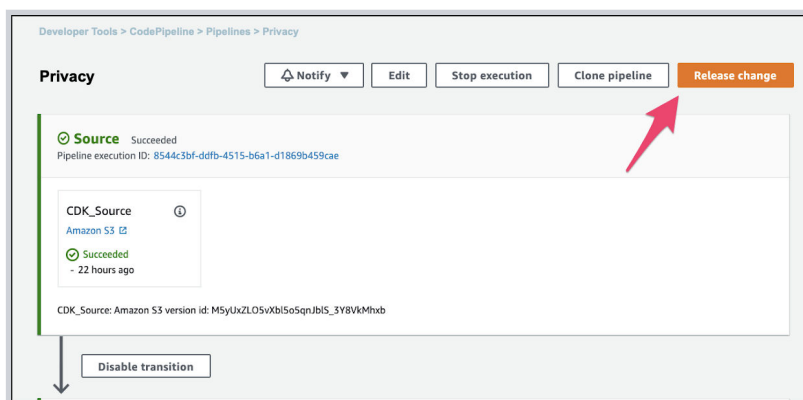 Developer Tools > CodePipeline > Pipelines > Privacy
Privacy
Notify
Edit
Stop execution
Clone pipeline
Release change
Source Succeeded
Pipeline execution ID: 8544c3bf-ddfb-4515-b6a1-d1869b459cae
CDK_Source
Amazon S3
Succeeded
- 22 hours ago
CDK_Source: Amazon S3 version id: M5yUxZLO5vXbl5o5qnJblS_3Y8VkMhxb
Disable transition